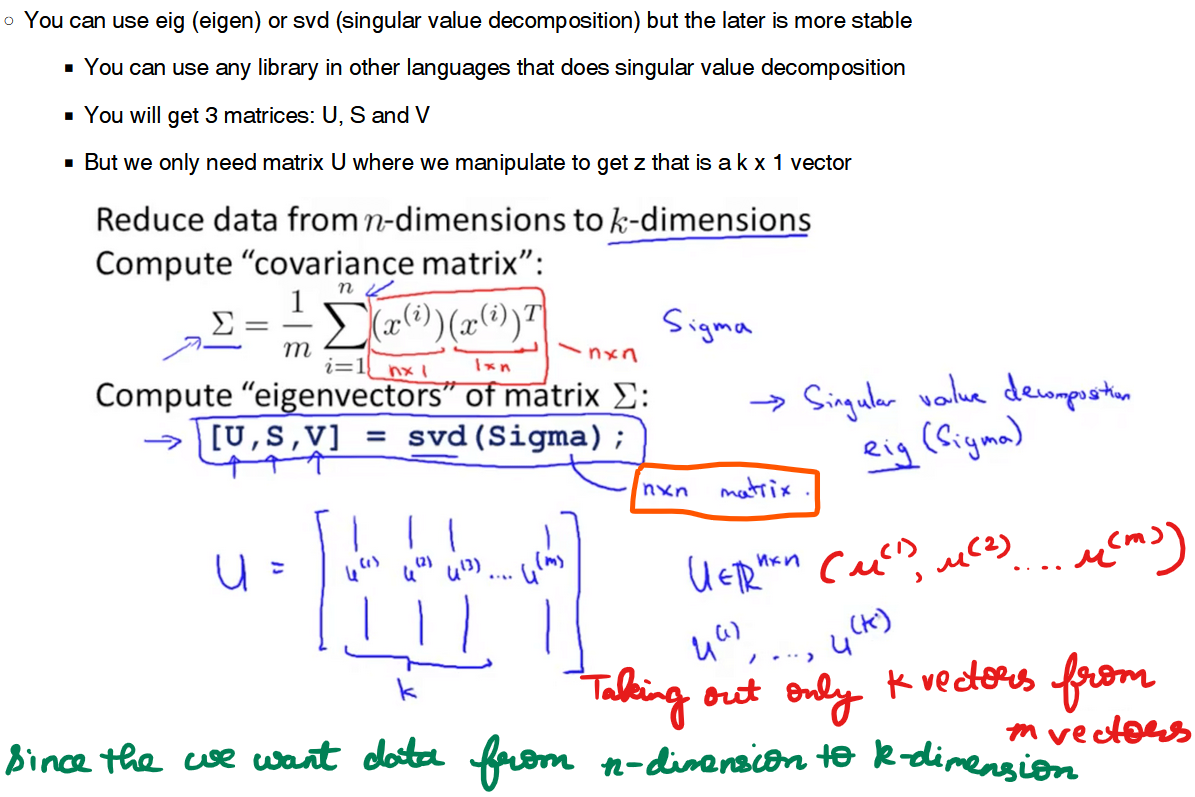 You can use eig (eigen) or svd (singular value decomposition) but the later is more stable
You can use any library in other languages that does singular value decomposition
You will get 3 matrices: U, S and V
But we only need matrix U where we manipulate to get z that is a k x 1 vector
Reduce data from n-dimensions to k-dimensions
Compute “covariance matrix”:
Σ = 1/m ∑_{i=1}^{n} (x^{(i)})(x^{(i)})^T
Sigma
n×1 1×n n×n
Compute “eigenvectors” of matrix Σ:
→ Singular value decomposition
→ [U,S,V] = svd(Sigma);
eig (Sigma)
n×n matrix.
U = [u^{(1)} u^{(2)} u^{(3)} .... u^{(m)}]
U∈ℝ^{n×n} (u^{(1)}, u^{(2)} .... u^{(m)})
u^{(1)}, ..., u^{(k)}
k
Taking out only k vectors from
m vectors
Since the we want data from n-dimension to k-dimension